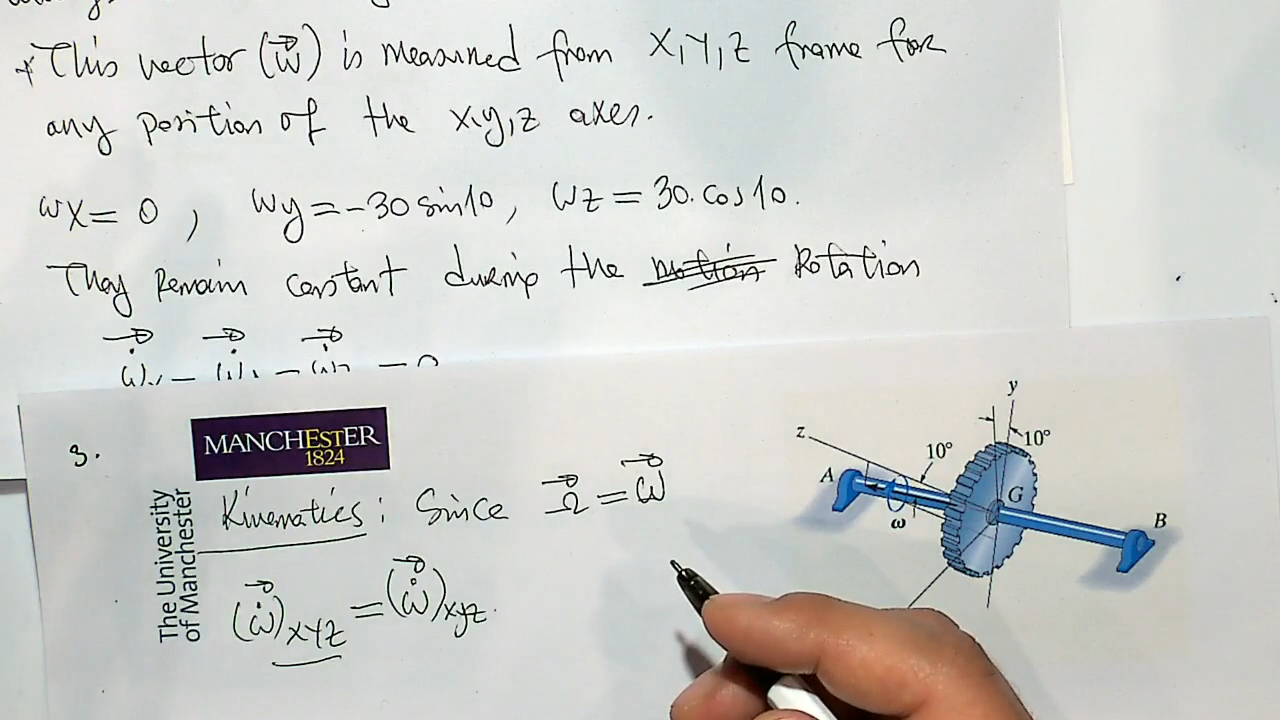 * This vector (ω⃗) is measured from X,Y,Z frame for
any position of the x,y,z axes.
ωx = 0 , ωy = -30 sin10, ωz = 30.cos10.
They Remain constant during the Rotation
3.
MANCHESTER
1824
The University
of Manchester
Kinematics: Since Ω⃗ = ω⃗
(ω̇⃗)XYZ = (ω̇⃗)xyz.
y
10°
z
10°
A
G
ω
B